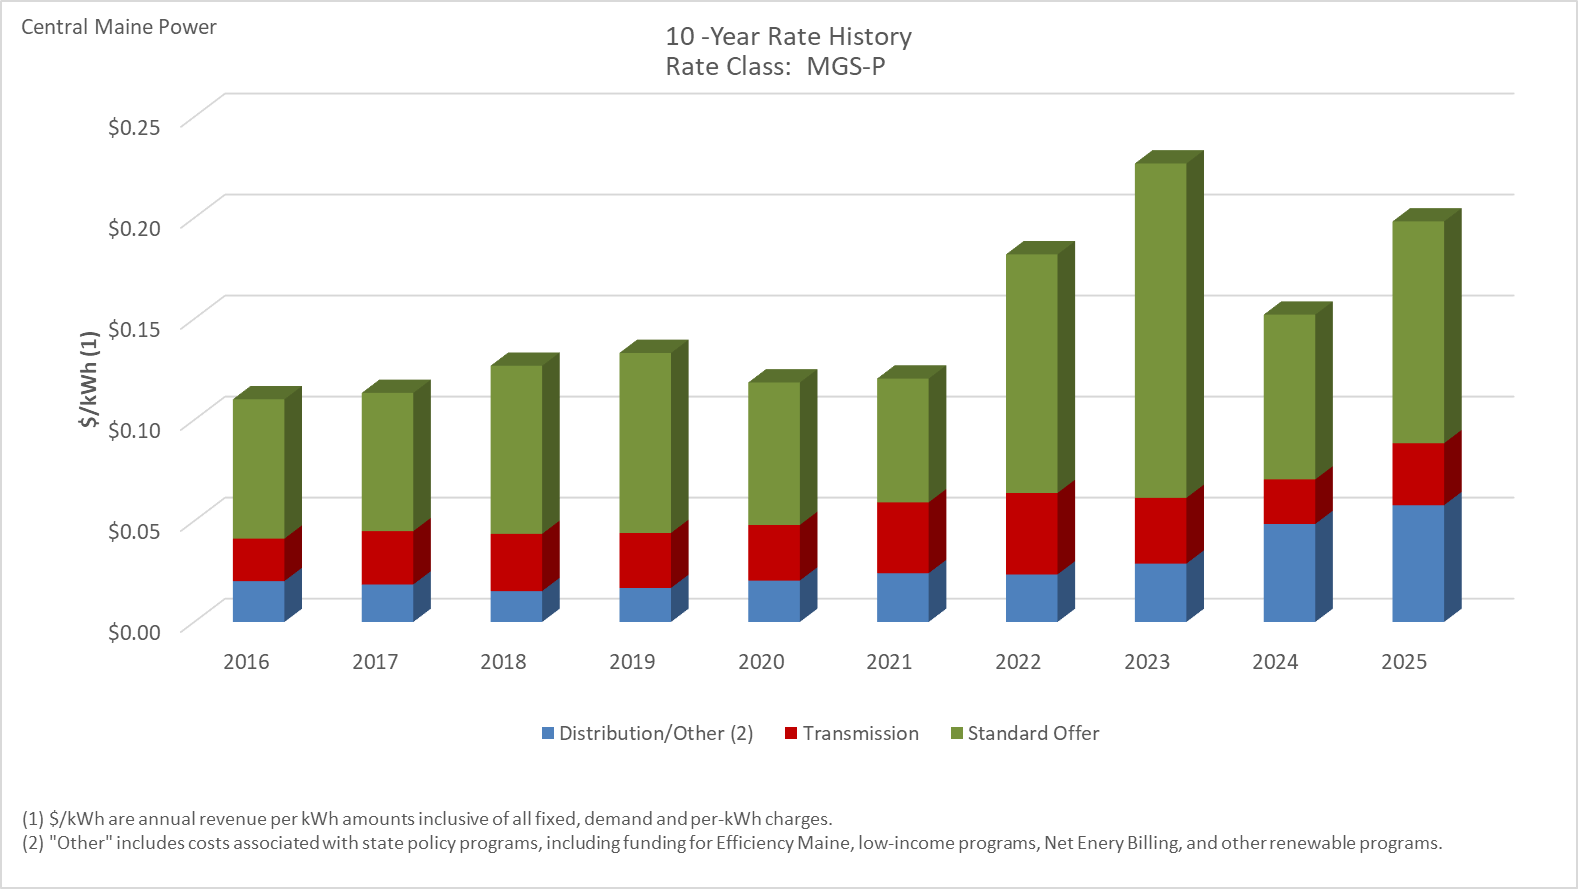 Central Maine Power
10 -Year Rate History
Rate Class:  MGS-P
$/kWh (1)
$0.25
$0.20
$0.15
$0.10
$0.05
$0.00
2016 2017 2018 2019 2020 2021 2022 2023 2024 2025
Distribution/Other (2) Transmission Standard Offer
(1) $/kWh are annual revenue per kWh amounts inclusive of all fixed, demand and per-kWh charges.
(2) "Other" includes costs associated with state policy programs, including funding for Efficiency Maine, low-income programs, Net Enery Billing, and other renewable programs.